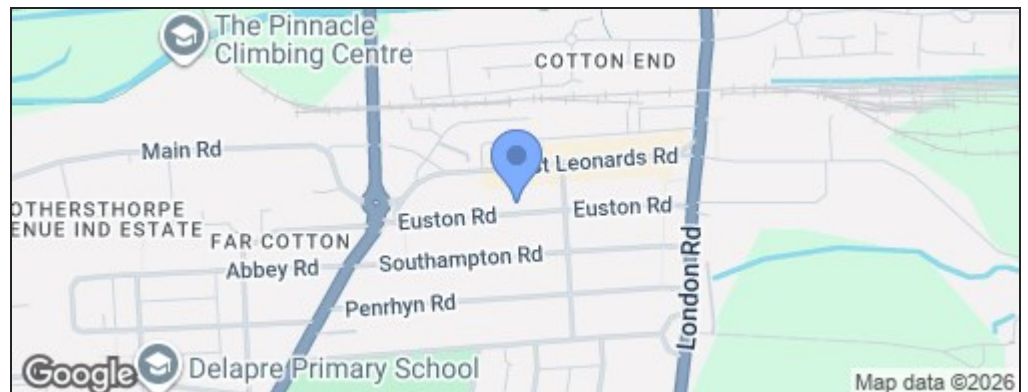 The Pinnacle
Climbing Centre
COTTON END
Main Rd
st Leonards Rd
OTHERSTHORPE
ENUE IND ESTATE
Euston Rd
Euston Rd
FAR COTTON
Abbey Rd
Southampton Rd
London Rd
Penrhyn Rd
Google
Delapre Primary School
Map data ©2026